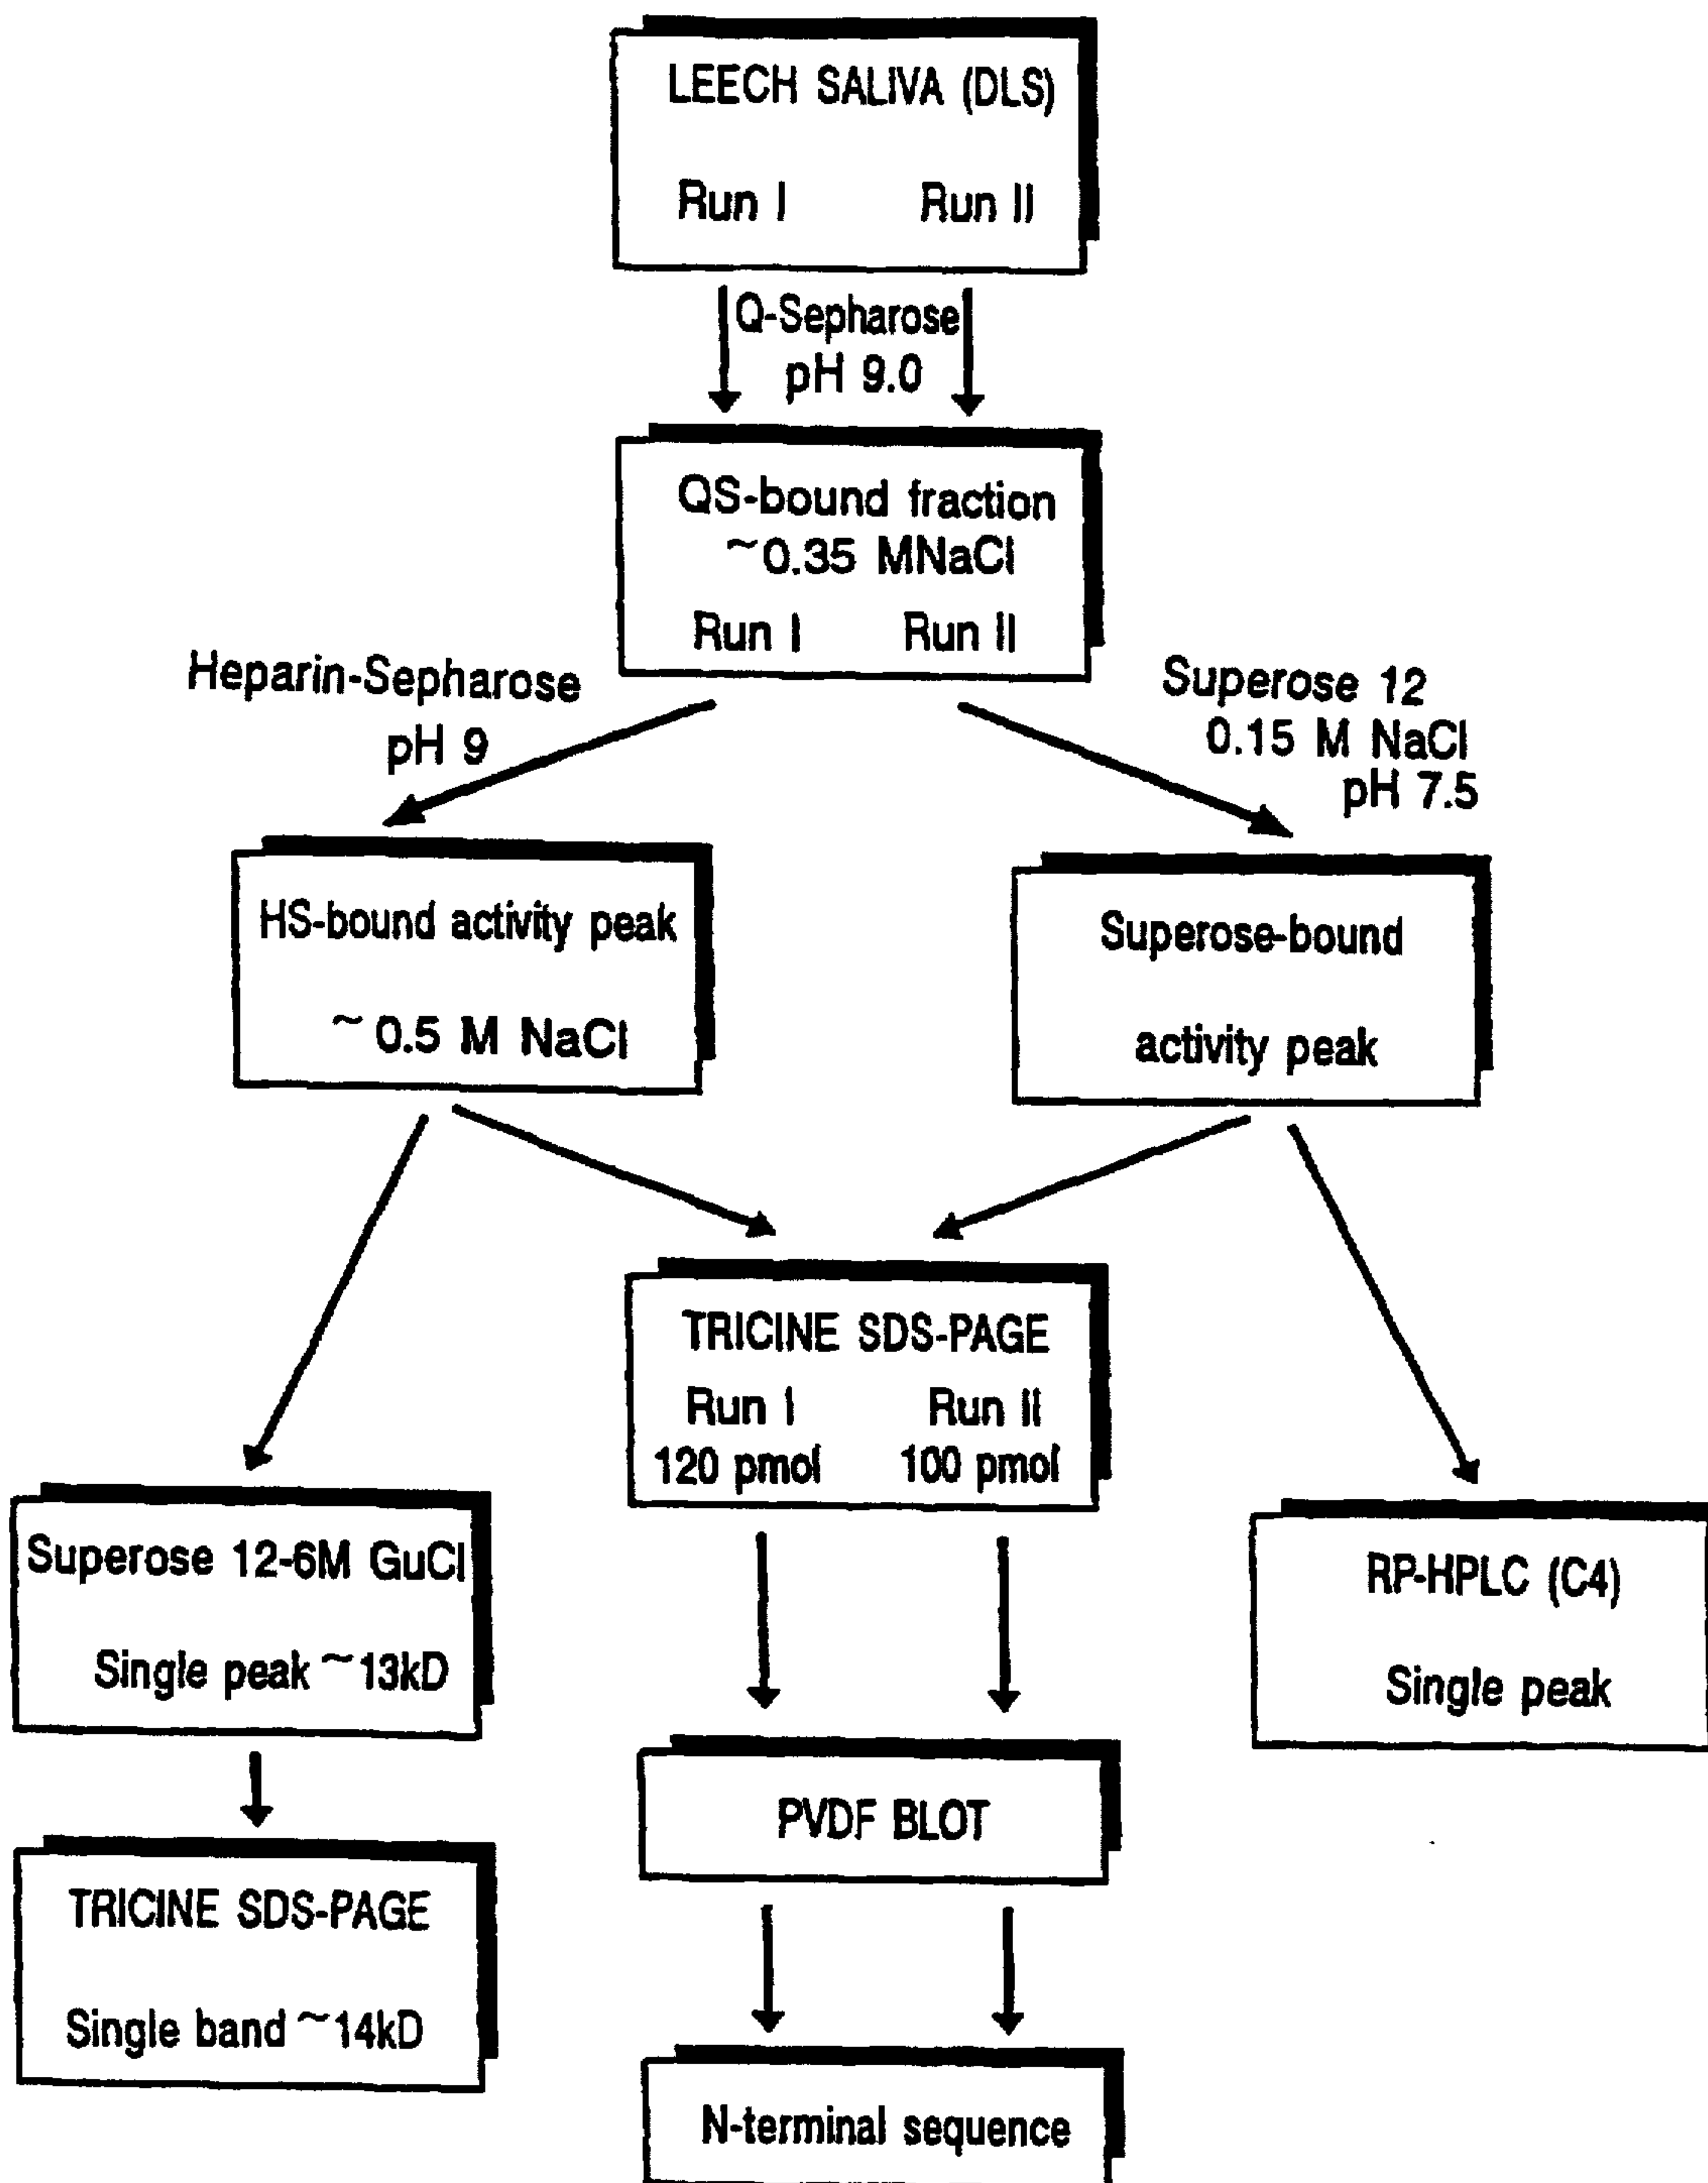 LEECH SALIVA (DLS)
Run I Run II
Q-Sepharose
pH 9.0
QS-bound fraction
~0.35 MNaCl
Run I Run II
Heparin-Sepharose
pH 9
Superose 12
0.15 M NaCl
pH 7.5
HS-bound activity peak
~0.5 M NaCl
Superose-bound
activity peak
TRICINE SDS-PAGE
Run I Run II
120 pmol 100 pmol
Superose 12-6M GuCl
Single peak ~13kD
RP-HPLC (C4)
Single peak
PVDF BLOT
TRICINE SDS-PAGE
Single band ~14kD
N-terminal sequence